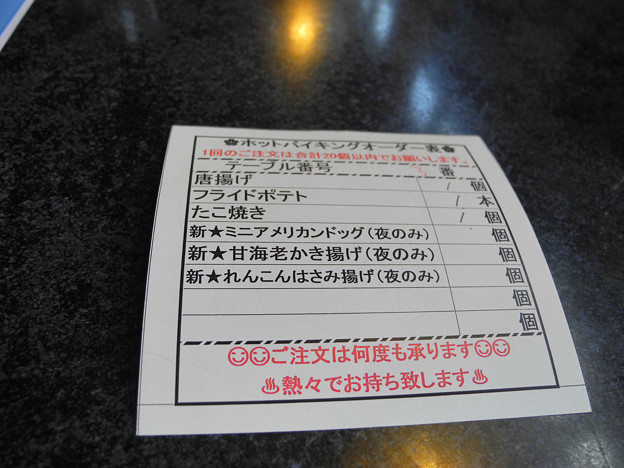 ✿ホットバイキングオーダー表✿
1回のご注文は合計20個以内でお願いします。
テーブル番号 番
唐揚げ / 個
フライドポテト / 本
たこ焼き / 個
新★ミニアメリカンドッグ(夜のみ) 個
新★甘海老かき揚げ(夜のみ) 個
新★れんこんはさみ揚げ(夜のみ) 個
個
個
☺☺ご注文は何度も承ります☺☺
♨熱々でお持ち致します♨